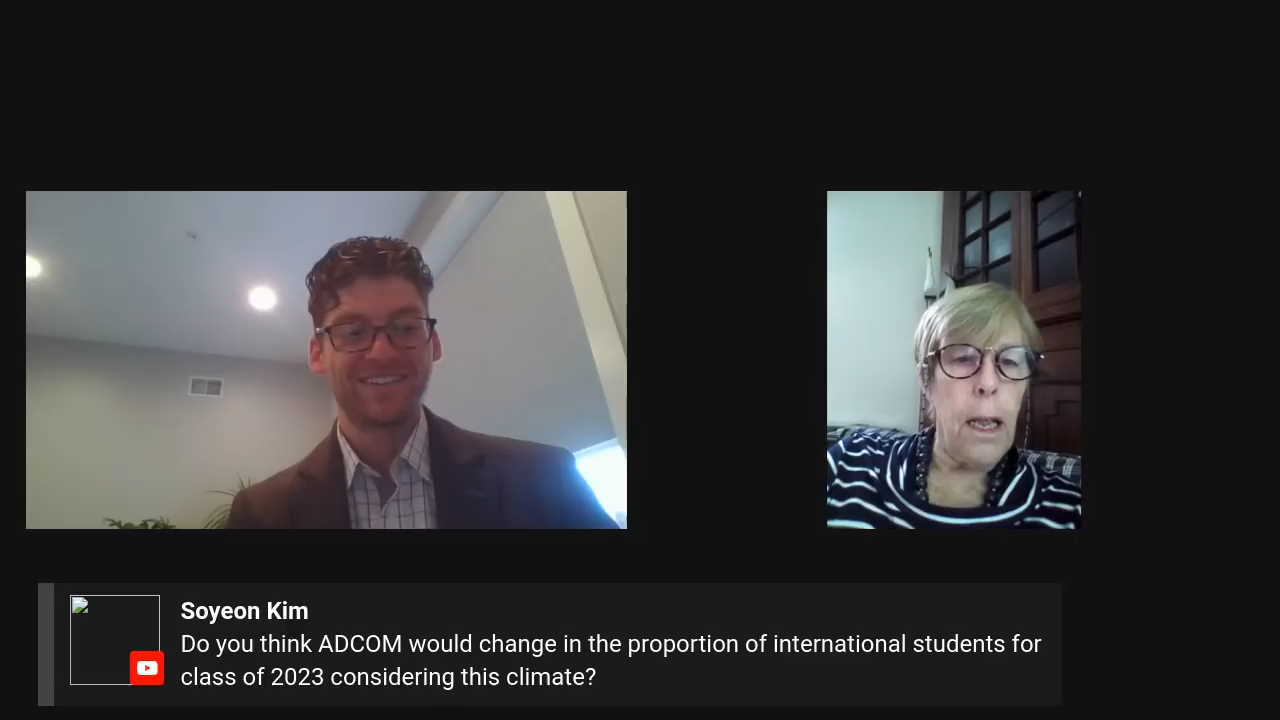 Soyeon Kim
Do you think ADCOM would change in the proportion of international students for
class of 2023 considering this climate?